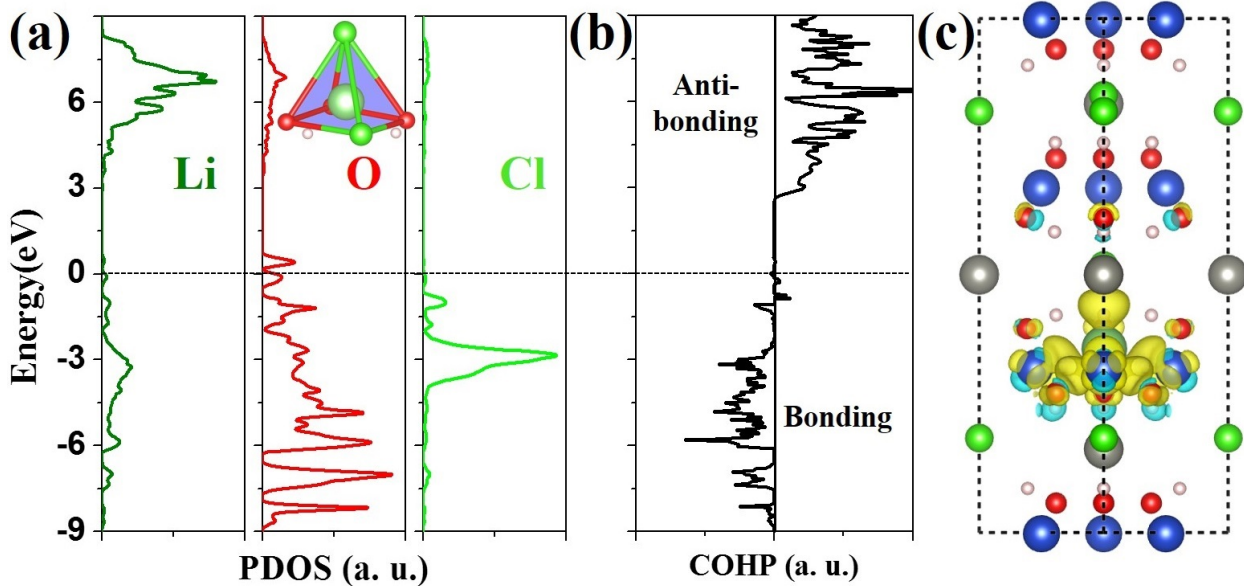 (a)
Energy(eV)
6
3
0
-3
-6
-9
Li
O
Cl
PDOS (a. u.)
(b)
Anti-
bonding
Bonding
COHP (a. u.)
(c)